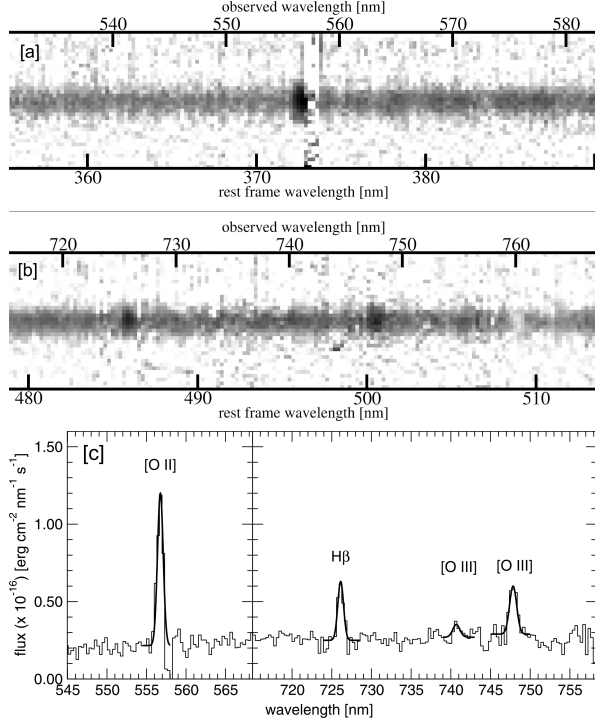 observed wavelength [nm]
540 550 560 570 580
[a]
360 370 380
rest frame wavelength [nm]
observed wavelength [nm]
720 730 740 750 760
[b]
480 490 500 510
rest frame wavelength [nm]
[c]
[O II]
Hβ
[O III]
[O III]
1.50
1.00
0.50
0.00
flux (x 10⁻¹⁶) [erg cm⁻² nm⁻¹ s⁻¹]
545 550 555 560 565 720 725 730 735 740 745 750 755
wavelength [nm]